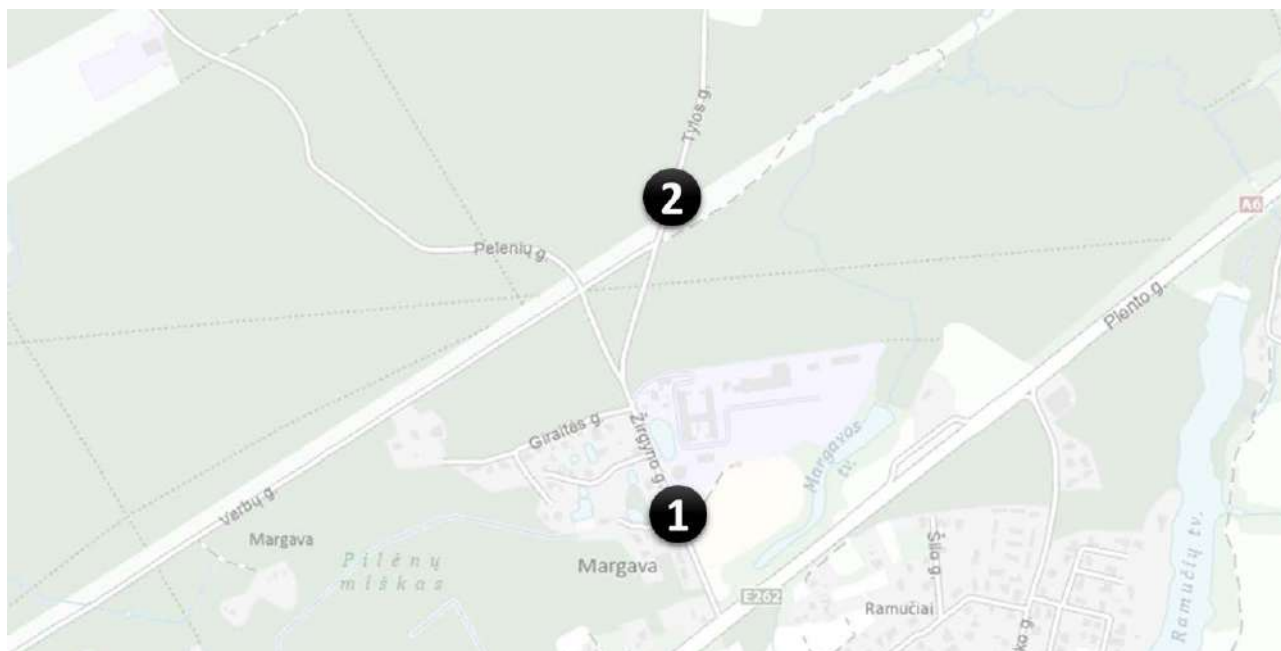 Tylos g.
2
A6
Pelenių g.
Plento g.
Žirgyno g.
Giraitės g.
Margavos
tv.
Verbų g.
1
Margava
Pilėnų
miškas
Margava
E262
Šilo g.
Ramučiai
Ramučių tv.
ko g.